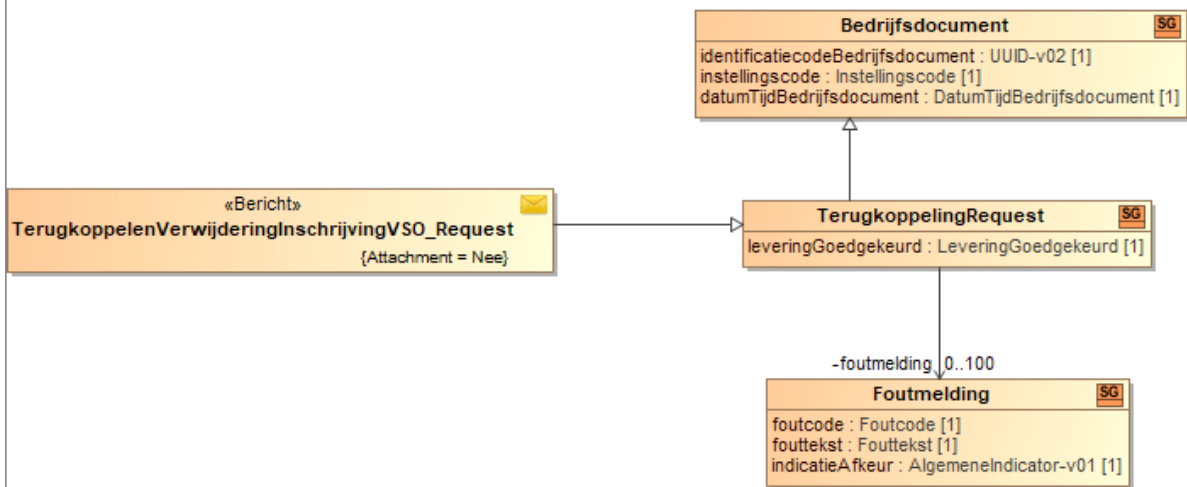 Bedrijfsdocument SG
identificatiecodeBedrijfsdocument : UUID-v02 [1]
instellingscode : Instellingscode [1]
datumTijdBedrijfsdocument : DatumTijdBedrijfsdocument [1]
«Bericht»
TerugkoppelenVerwijderingInschrijvingVSO_Request
{Attachment = Nee}
TerugkoppelingRequest SG
leveringGoedgekeurd : LeveringGoedgekeurd [1]
-foutmelding 0..100
Foutmelding SG
foutcode : Foutcode [1]
fouttekst : Fouttekst [1]
indicatieAfkeur : AlgemeneIndicator-v01 [1]